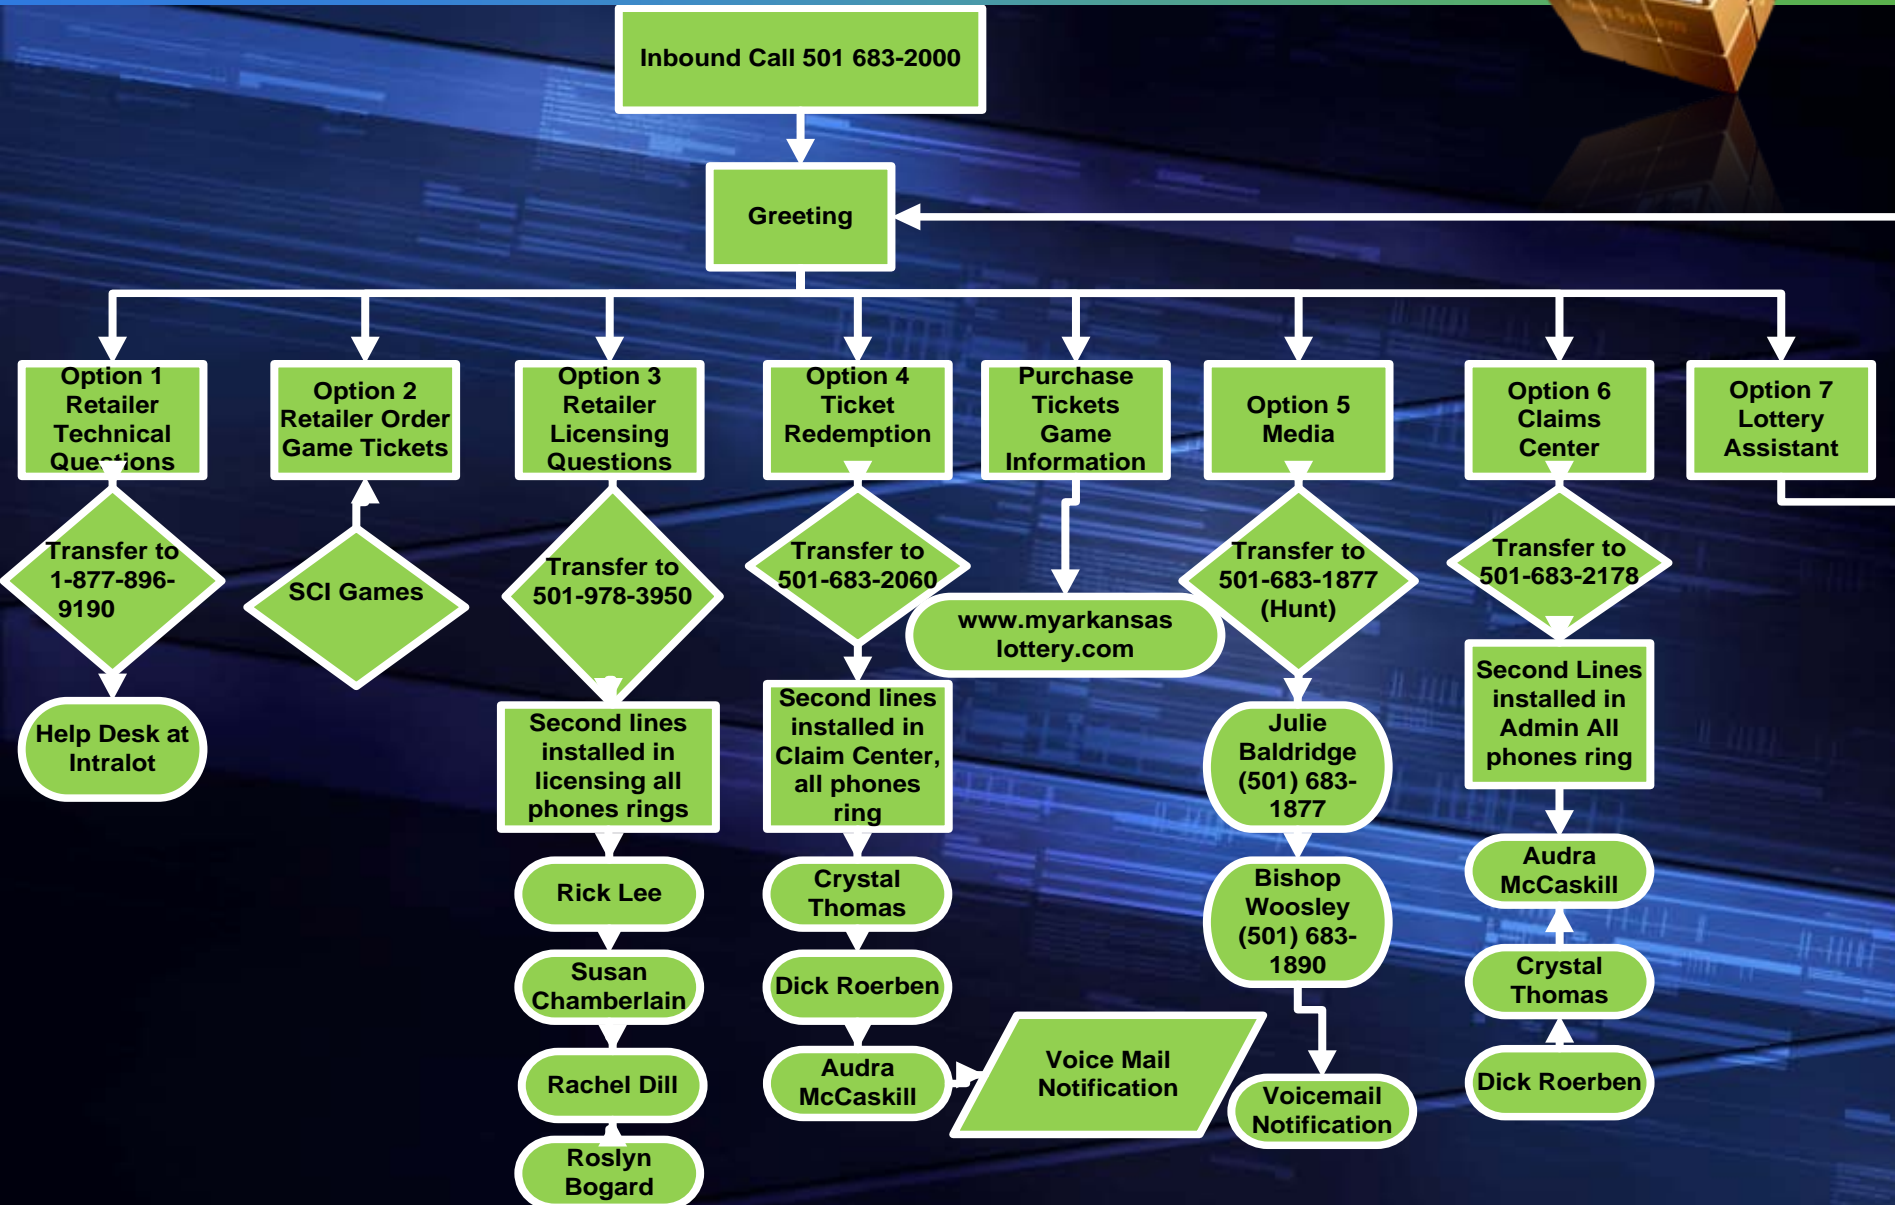 Inbound Call 501 683-2000
Greeting
Option 1
Retailer
Technical
Questions
Option 2
Retailer Order
Game Tickets
Option 3
Retailer
Licensing
Questions
Option 4
Ticket
Redemption
Purchase
Tickets
Game
Information
Option 5
Media
Option 6
Claims
Center
Option 7
Lottery
Assistant
Transfer to
1-877-896-
9190
SCI Games
Transfer to
501-978-3950
Transfer to
501-683-2060
www.myarkansas
lottery.com
Transfer to
501-683-1877
(Hunt)
Transfer to
501-683-2178
Help Desk at
Intralot
Second lines
installed in
licensing all
phones rings
Second lines
installed in
Claim Center,
all phones
ring
Julie
Baldridge
(501) 683-
1877
Second Lines
installed in
Admin All
phones ring
Rick Lee
Crystal
Thomas
Bishop
Woosley
(501) 683-
1890
Audra
McCaskill
Susan
Chamberlain
Dick Roerben
Crystal
Thomas
Rachel Dill
Audra
McCaskill
Voice Mail
Notification
Voicemail
Notification
Dick Roerben
Roslyn
Bogard